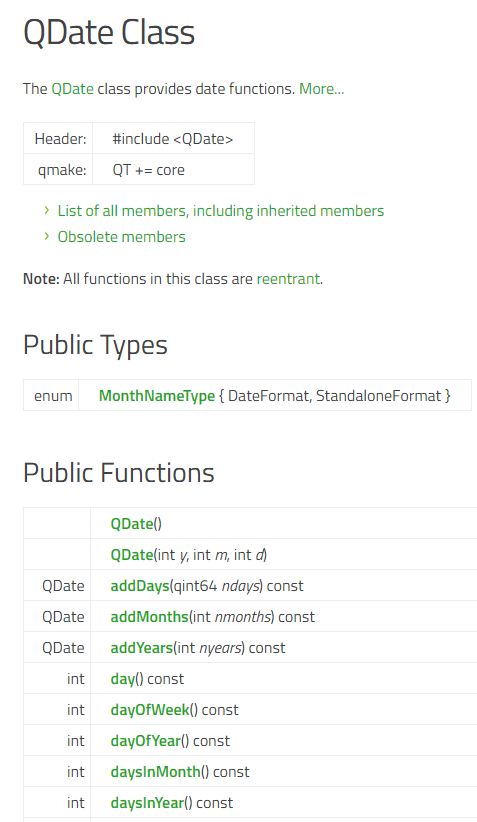 QDate Class
The QDate class provides date functions. More...
Header: #include <QDate>
qmake: QT += core
› List of all members, including inherited members
› Obsolete members
Note: All functions in this class are reentrant.
Public Types
enum MonthNameType { DateFormat, StandaloneFormat }
Public Functions
QDate()
QDate(int y, int m, int d)
QDate addDays(qint64 ndays) const
QDate addMonths(int nmonths) const
QDate addYears(int nyears) const
int day() const
int dayOfWeek() const
int dayOfYear() const
int daysInMonth() const
int daysInYear() const